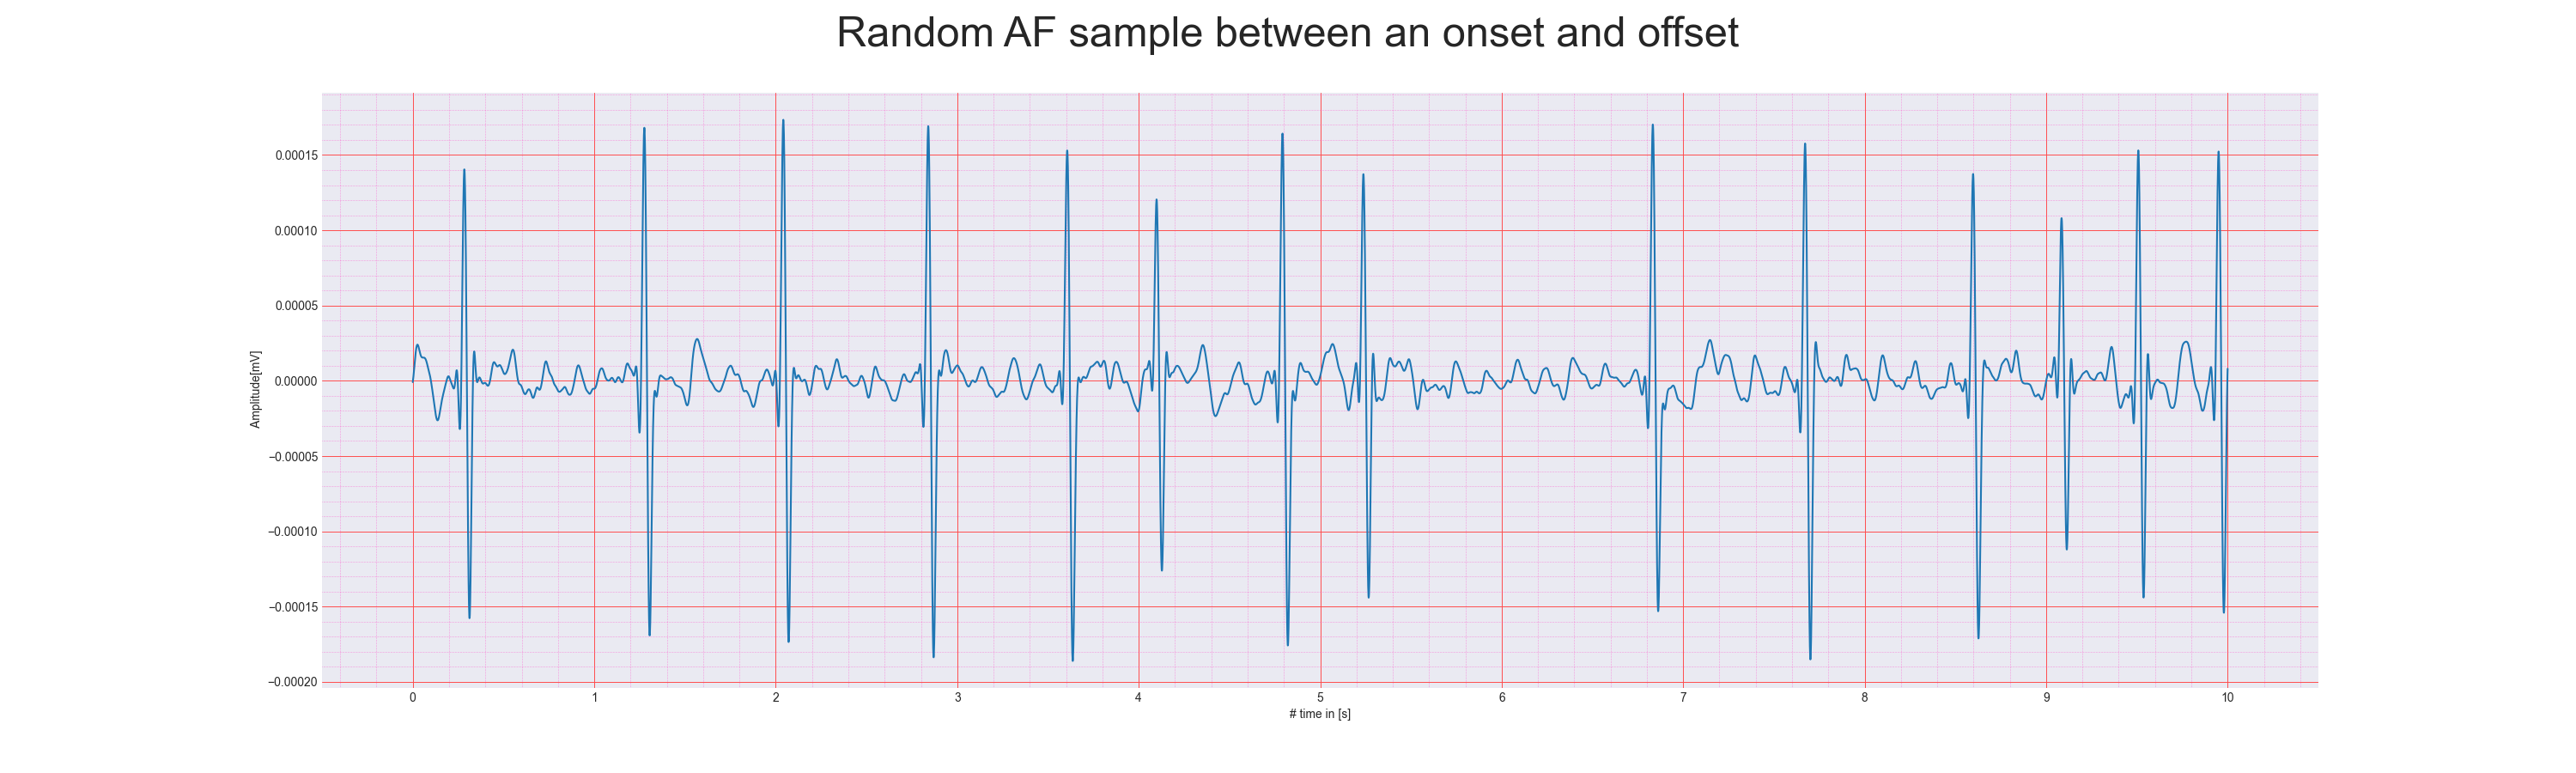 Random AF sample between an onset and offset
0.00015
0.00010
0.00005
0.00000
−0.00005
−0.00010
−0.00015
−0.00020
Amplitude[mV]
0 1 2 3 4 5 6 7 8 9 10
# time in [s]